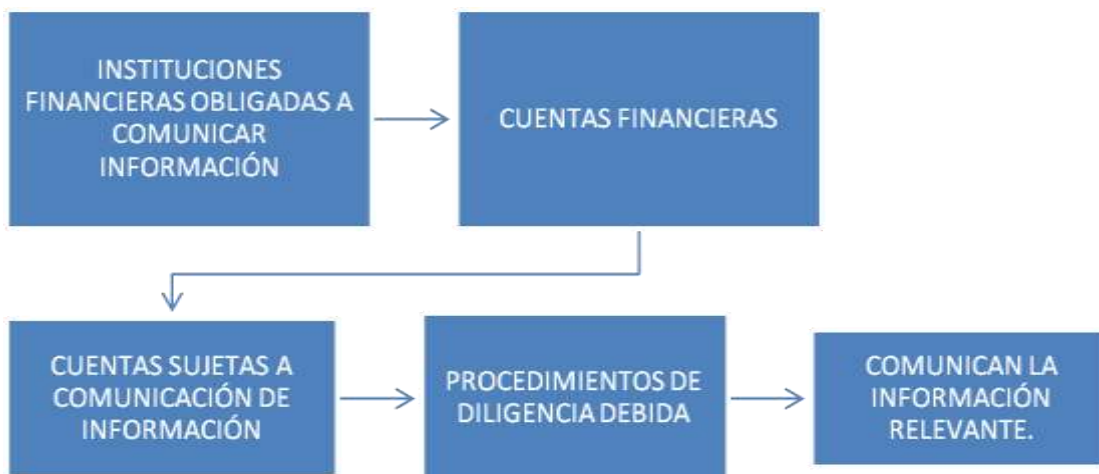 INSTITUCIONES
FINANCIERAS OBLIGADAS A
COMUNICAR
INFORMACIÓN
CUENTAS FINANCIERAS
CUENTAS SUJETAS A
COMUNICACIÓN DE
INFORMACIÓN
PROCEDIMIENTOS DE
DILIGENCIA DEBIDA
COMUNICAN LA
INFORMACIÓN
RELEVANTE.